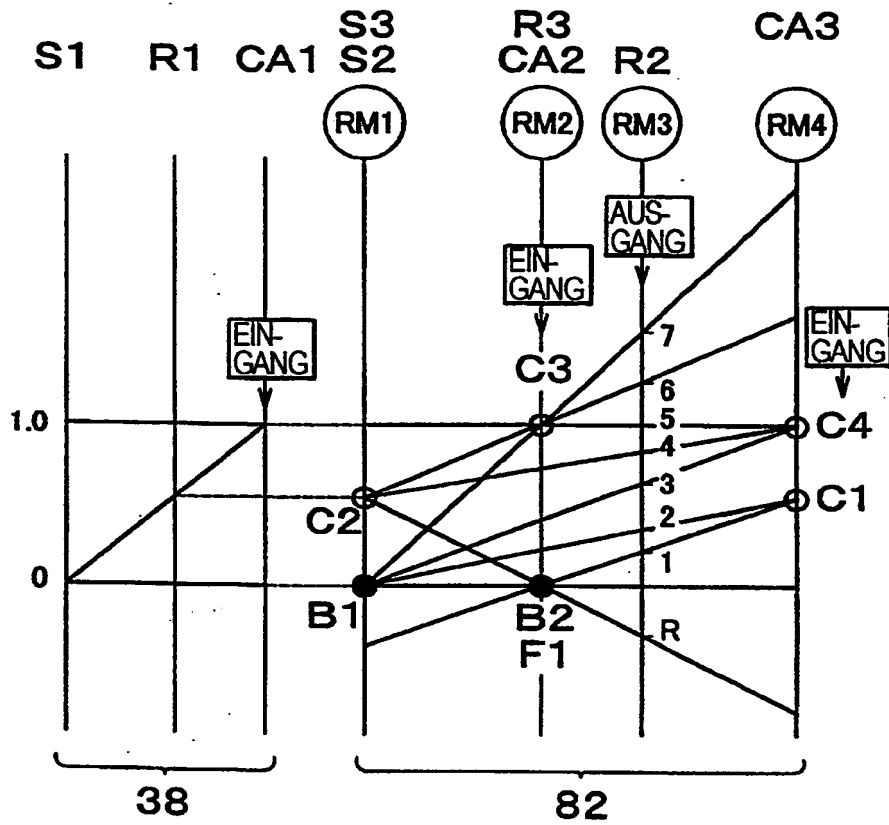 S3 R3 CA3
S1 R1 CA1 S2 CA2 R2
RM1 RM2 RM3 RM4
AUS-
GANG
EIN-
GANG
EIN-
GANG
EIN-
GANG
7
6
C3
1.0 5 C4
4
3
C2 2 C1
1
0
B1 B2
F1
R
38 82